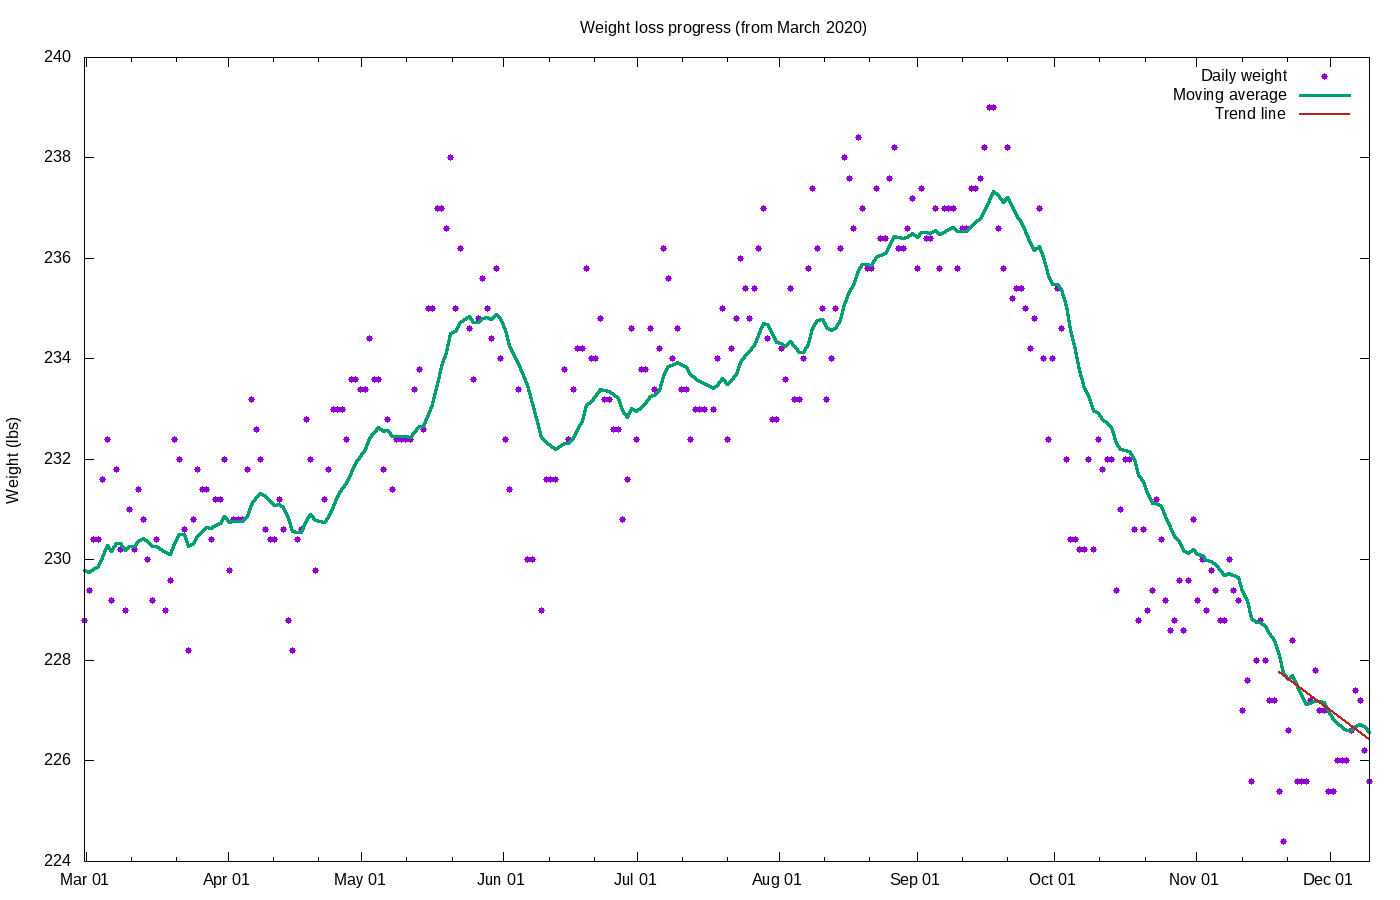 Weight loss progress (from March 2020)
240
238
236
234
232
230
228
226
224
Weight (lbs)
Daily weight
Moving average
Trend line
Mar 01 Apr 01 May 01 Jun 01 Jul 01 Aug 01 Sep 01 Oct 01 Nov 01 Dec 01